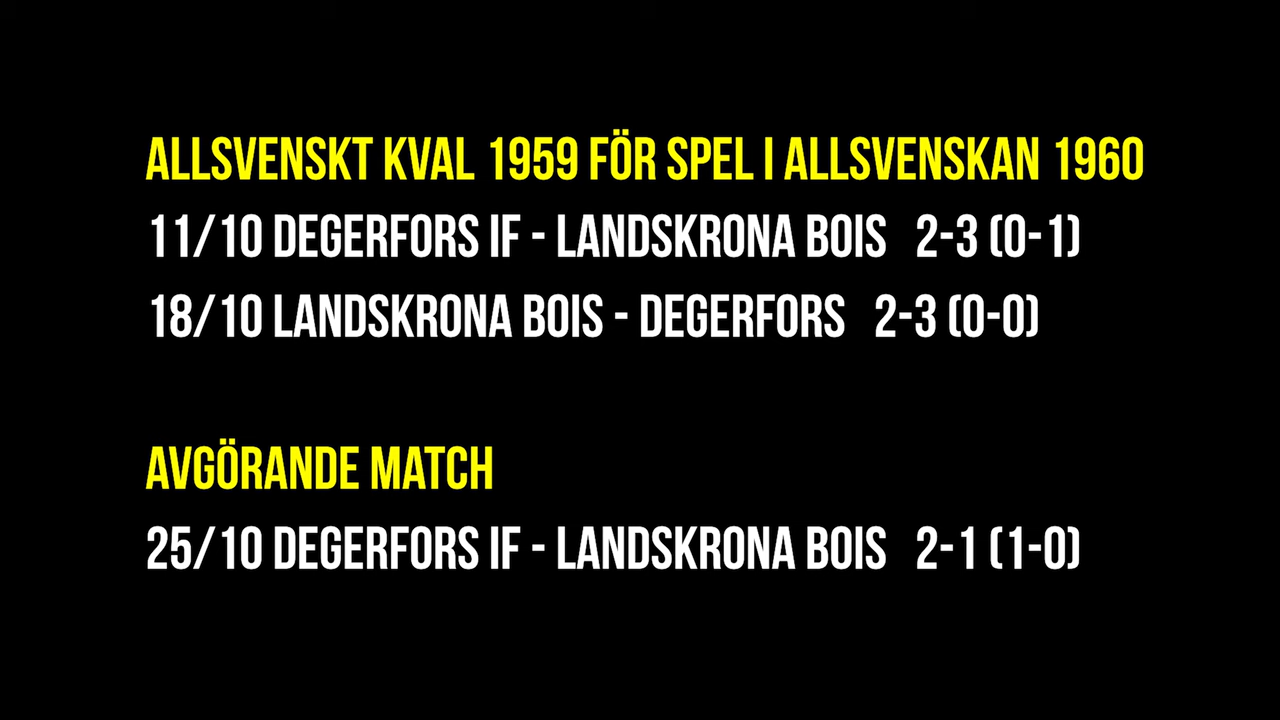 ALLSVENSKT KVAL 1959 FÖR SPEL I ALLSVENSKAN 1960
11/10 DEGERFORS IF - LANDSKRONA BOIS 2-3 (0-1)
18/10 LANDSKRONA BOIS - DEGERFORS 2-3 (0-0)
AVGÖRANDE MATCH
25/10 DEGERFORS IF - LANDSKRONA BOIS 2-1 (1-0)